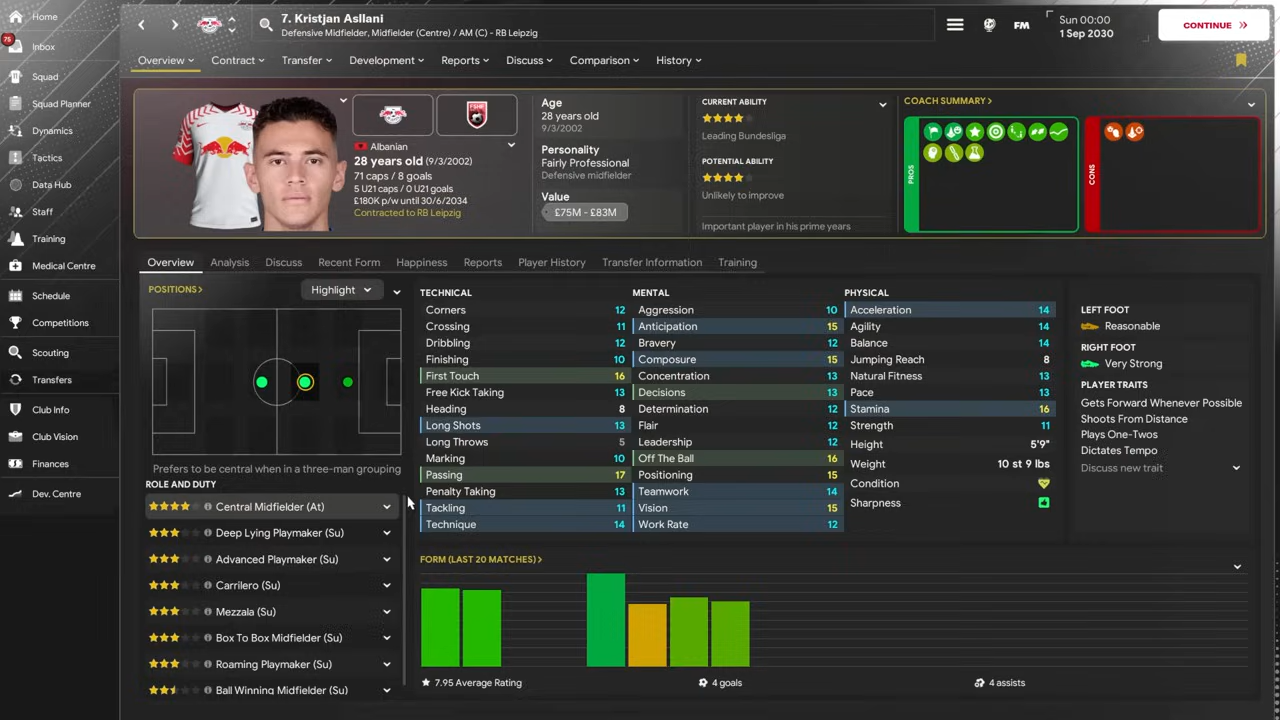 Home
75
Inbox
Squad
Squad Planner
Dynamics
Tactics
Data Hub
Staff
Training
Medical Centre
Schedule
Competitions
Scouting
Transfers
Club Info
Club Vision
Finances
Dev. Centre
7. Kristjan Asllani
Defensive Midfielder, Midfielder (Centre) / AM (C) - RB Leipzig
FM
Sun 00:00
1 Sep 2030
CONTINUE
Overview
Contract
Transfer
Development
Reports
Discuss
Comparison
History
Albanian
28 years old (9/3/2002)
71 caps / 8 goals
5 U21 caps / 0 U21 goals
£180K p/w until 30/6/2034
Contracted to RB Leipzig
Age
28 years old
9/3/2002
Personality
Fairly Professional
Defensive midfielder
Value
£75M - £83M
CURRENT ABILITY
Leading Bundesliga
POTENTIAL ABILITY
Unlikely to improve
Important player in his prime years
COACH SUMMARY >
PROS
CONS
Overview
Analysis
Discuss
Recent Form
Happiness
Reports
Player History
Transfer Information
Training
POSITIONS >
Highlight
Prefers to be central when in a three-man grouping
ROLE AND DUTY
Central Midfielder (At)
Deep Lying Playmaker (Su)
Advanced Playmaker (Su)
Carrilero (Su)
Mezzala (Su)
Box To Box Midfielder (Su)
Roaming Playmaker (Su)
Ball Winning Midfielder (Su)
TECHNICAL
Corners 12
Crossing 11
Dribbling 12
Finishing 10
First Touch 16
Free Kick Taking 13
Heading 8
Long Shots 13
Long Throws 5
Marking 10
Passing 17
Penalty Taking 13
Tackling 11
Technique 14
MENTAL
Aggression 10
Anticipation 15
Bravery 12
Composure 15
Concentration 13
Decisions 13
Determination 12
Flair 12
Leadership 12
Off The Ball 16
Positioning 15
Teamwork 14
Vision 15
Work Rate 12
PHYSICAL
Acceleration 14
Agility 14
Balance 14
Jumping Reach 8
Natural Fitness 13
Pace 13
Stamina 16
Strength 11
Height 5'9"
Weight 10 st 9 lbs
Condition
Sharpness
LEFT FOOT
Reasonable
RIGHT FOOT
Very Strong
PLAYER TRAITS
Gets Forward Whenever Possible
Shoots From Distance
Plays One-Twos
Dictates Tempo
Discuss new trait
FORM (LAST 20 MATCHES) >
7.95 Average Rating
4 goals
4 assists